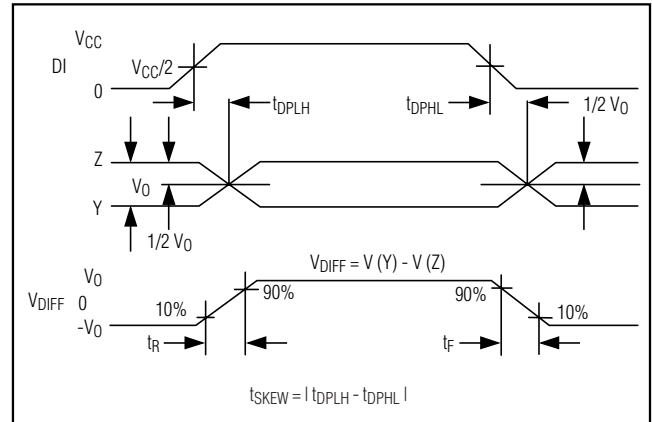 VCC
DI
VCC/2
0
tDPLH
tDPHL
1/2 VO
Z
VO
Y
1/2 VO
VDIFF = V (Y) - V (Z)
VO
VDIFF 0
-VO
10%
90%
90%
10%
tR
tF
tSKEW = | tDPLH - tDPHL |